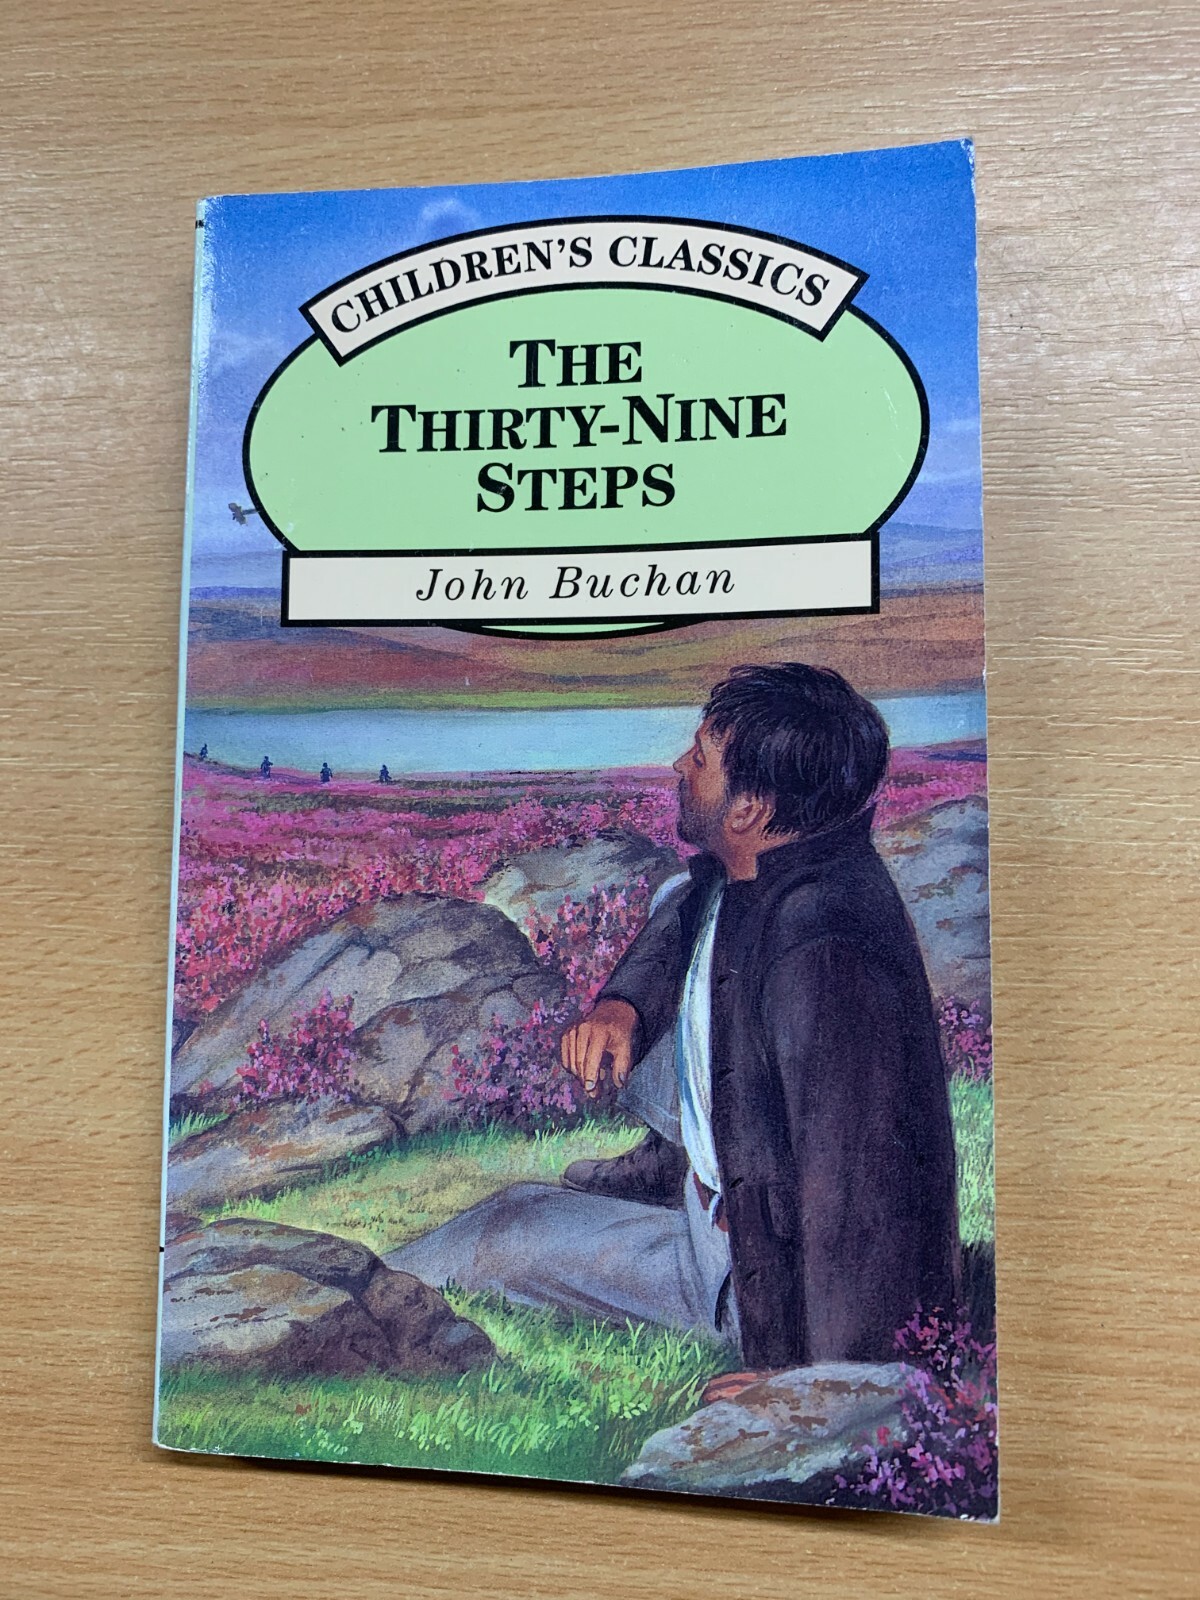 CHILDREN'S CLASSICS
THE
THIRTY-NINE
STEPS
John Buchan